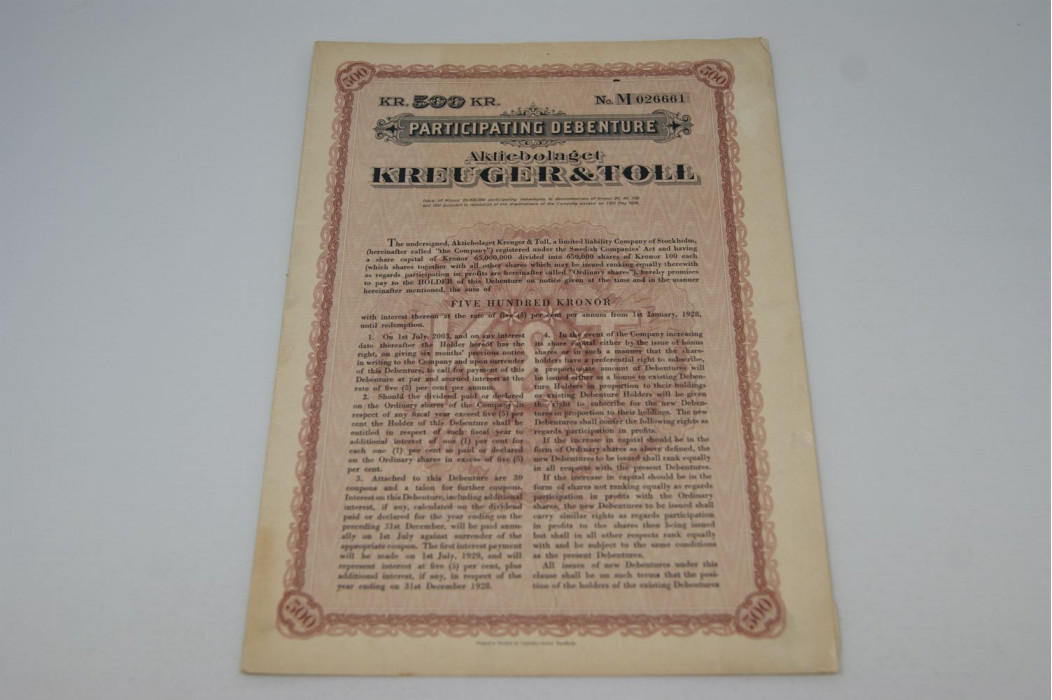 500
500
KR. 500 KR.
No. M 026661
PARTICIPATING DEBENTURE
Aktiebolaget
KREUGER & TOLL
The undersigned, Aktiebolaget Kreuger & Toll, a limited liability Company of Stockholm,
(hereinafter called "the Company") registered under the Swedish Companies' Act and having
a share capital of Kronor 65,000,000 divided into 650,000 shares of Kronor 100 each
(which shares together with all other shares which may be issued ranking equally therewith
as regards participation in profits are hereinafter called "Ordinary shares"), hereby promises
to pay to the HOLDER of this Debenture on notice given at the time and in the manner
hereinafter mentioned, the sum of
FIVE HUNDRED KRONOR
with interest thereon at the rate of five (5) per cent per annum from 1st January, 1928,
until redemption.
1. On 1st July, 2003, and on any interest
date thereafter the Holder hereof has the
right, on giving six months' previous notice
in writing to the Company and upon surrender
of this Debenture, to call for payment of this
Debenture at par and accrued interest at the
rate of five (5) per cent per annum.
2. Should the dividend paid or declared
on the Ordinary shares of the Company in
respect of any fiscal year exceed five (5) per
cent the Holder of this Debenture shall be
entitled in respect of such fiscal year to
additional interest of one (1) per cent for
each one (1) per cent so paid or declared
on the Ordinary shares in excess of five (5)
per cent.
3. Attached to this Debenture are 30
coupons and a talon for further coupons.
Interest on this Debenture, including additional
interest, if any, calculated on the dividend
paid or declared for the year ending on the
preceding 31st December, will be paid annu-
ally on 1st July against surrender of the
appropriate coupon. The first interest payment
will be made on 1st July, 1929, and will
represent interest at five (5) per cent, plus
additional interest, if any, in respect of the
year ending on 31st December 1928.
4. In the event of the Company increasing
its share capital either by the issue of bonus
shares or in such a manner that the share-
holders have a preferential right to subscribe,
a proportionate amount of Debentures will
be issued either as a bonus to existing Deben-
ture Holders in proportion to their holdings
or existing Debenture Holders will be given
the right to subscribe for the new Deben-
tures in proportion to their holdings. The new
Debentures shall confer the following rights as
regards participation in profits.
If the increase in capital should be in the
form of Ordinary shares as above defined, the
new Debentures to be issued shall rank equally
in all respects with the present Debentures.
If the increase in capital should be in the
form of shares not ranking equally as regards
participation in profits with the Ordinary
shares, the new Debentures to be issued shall
carry similar rights as regards participation
in profits to the shares then being issued
but shall in all other respects rank equally
with and be subject to the same conditions
as the present Debentures.
All issues of new Debentures under this
clause shall be on such terms that the posi-
tion of the holders of the existing Debentures
500
500